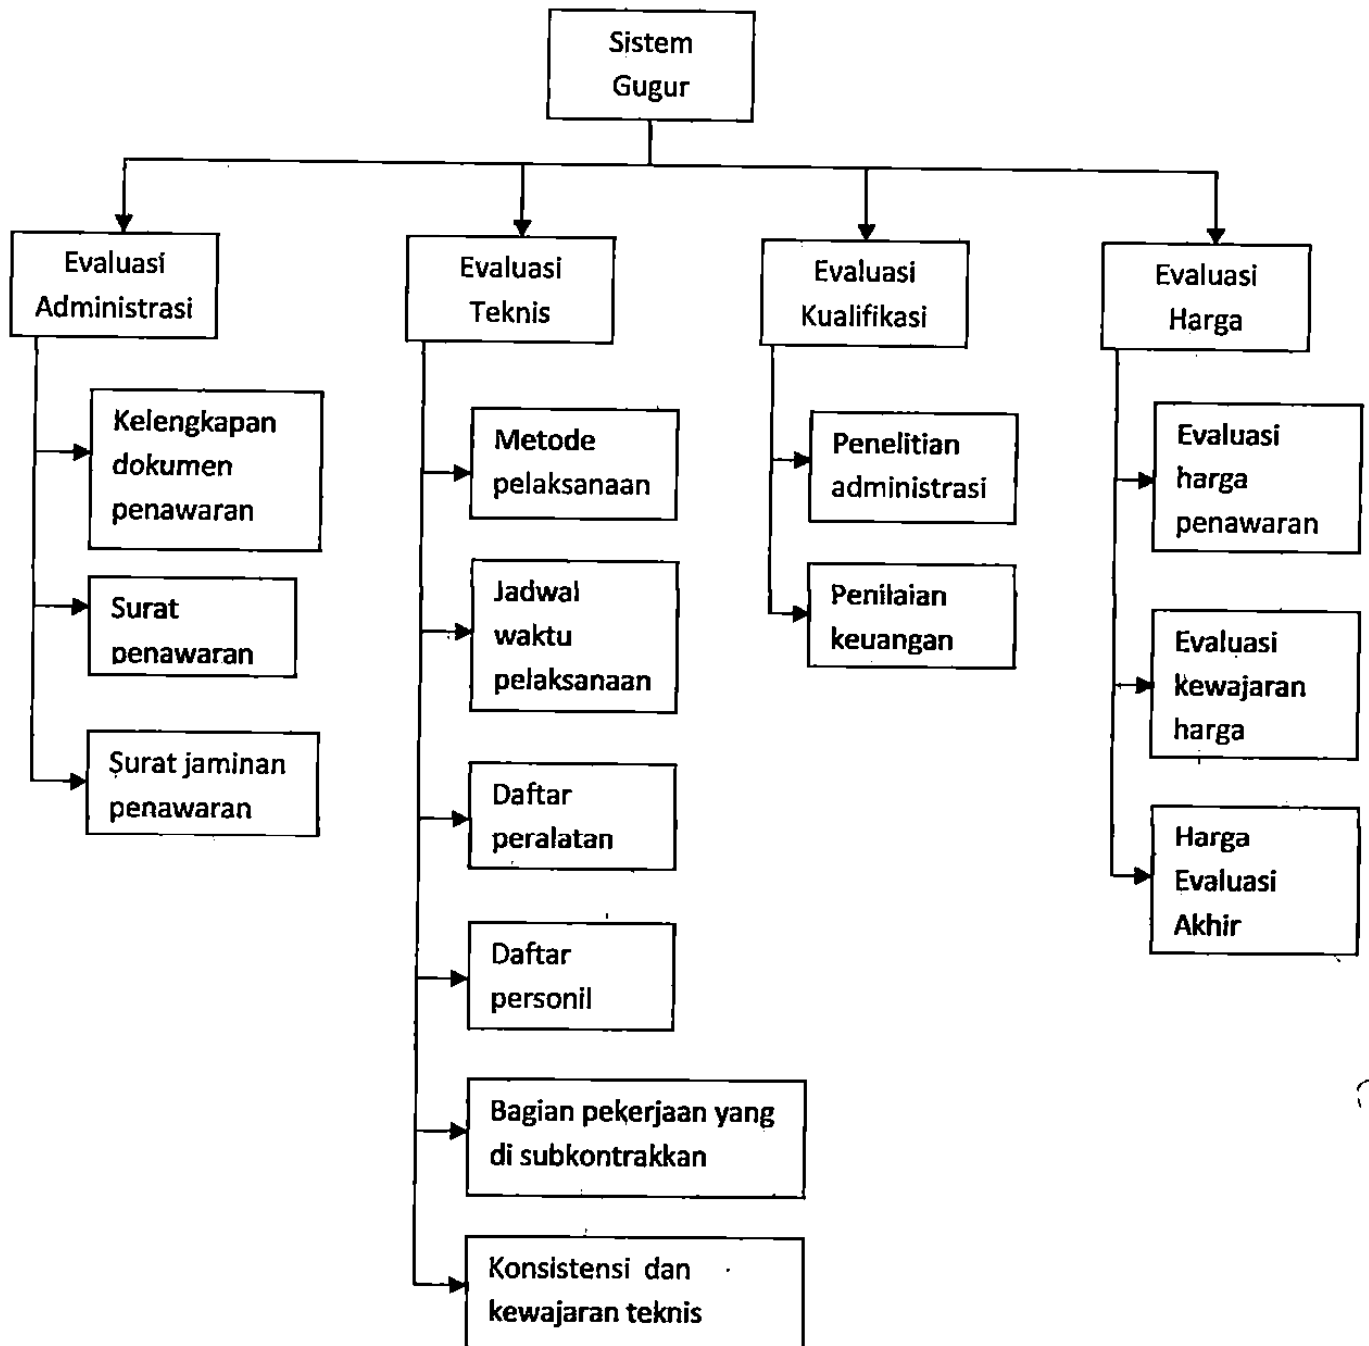 Sistem
Gugur
Evaluasi
Administrasi
Kelengkapan
dokumen
penawaran
Surat
penawaran
Surat jaminan
penawaran
Evaluasi
Teknis
Metode
pelaksanaan
Jadwal
waktu
pelaksanaan
Daftar
peralatan
Daftar
personil
Bagian pekerjaan yang
di subkontrakkan
Konsistensi dan
kewajaran teknis
Evaluasi
Kualifikasi
Penelitian
administrasi
Penilaian
keuangan
Evaluasi
Harga
Evaluasi
harga
penawaran
Evaluasi
kewajaran
harga
Harga
Evaluasi
Akhir